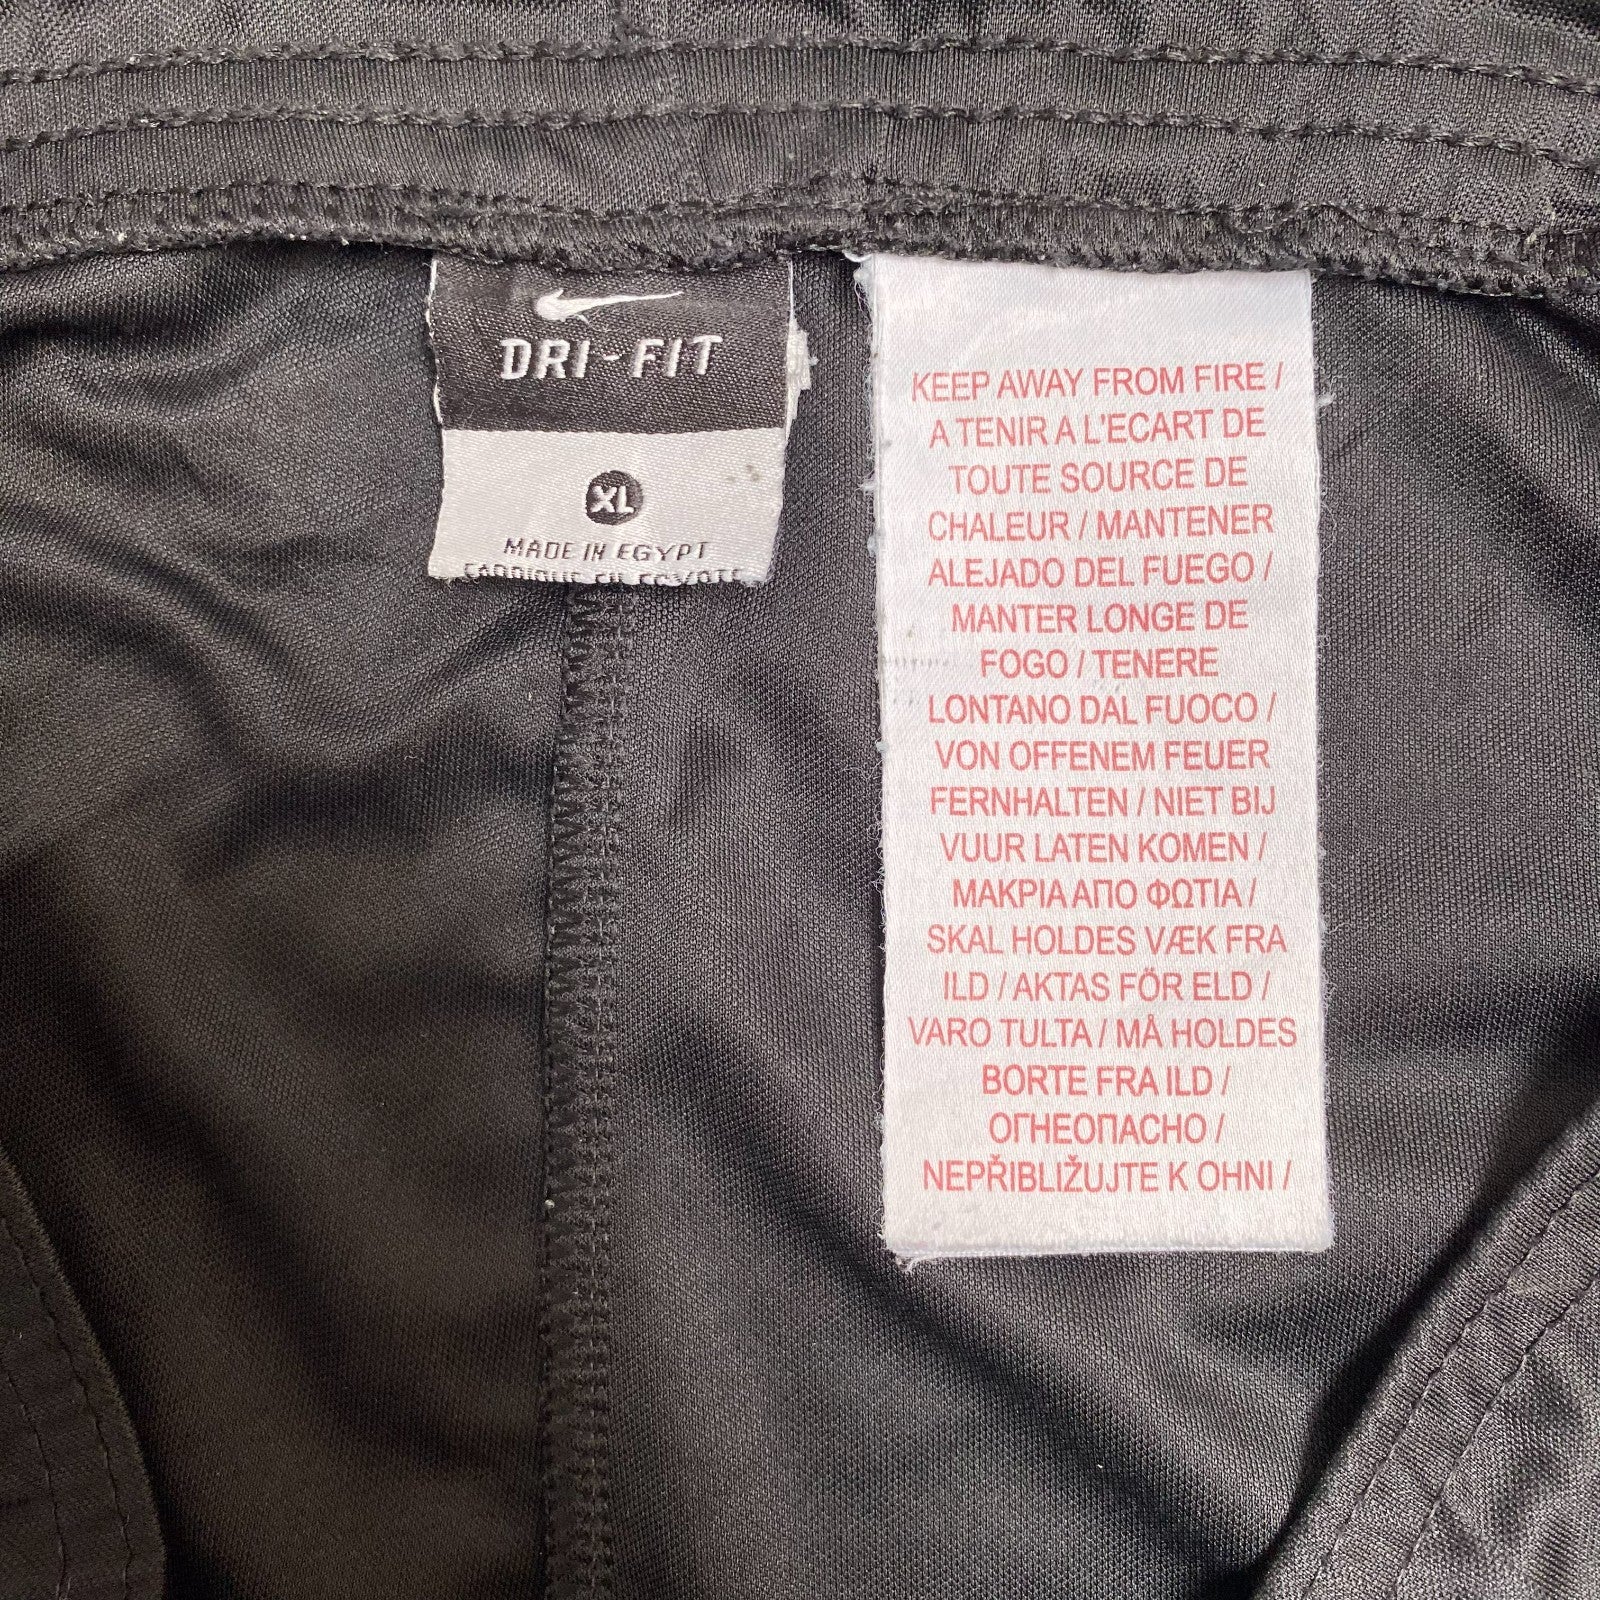 DRI-FIT
XL
MADE IN EGYPT
FABRIQUE EN EGYPTE
KEEP AWAY FROM FIRE /
A TENIR A L'ECART DE
TOUTE SOURCE DE
CHALEUR / MANTENER
ALEJADO DEL FUEGO /
MANTER LONGE DE
FOGO / TENERE
LONTANO DAL FUOCO /
VON OFFENEM FEUER
FERNHALTEN / NIET BIJ
VUUR LATEN KOMEN /
ΜΑΚΡΙΑ ΑΠΟ ΦΩΤΙΑ /
SKAL HOLDES VÆK FRA
ILD / AKTAS FÖR ELD /
VARO TULTA / MÅ HOLDES
BORTE FRA ILD /
ОГНЕОПАСНО /
NEPŘIBLIŽUJTE K OHNI /